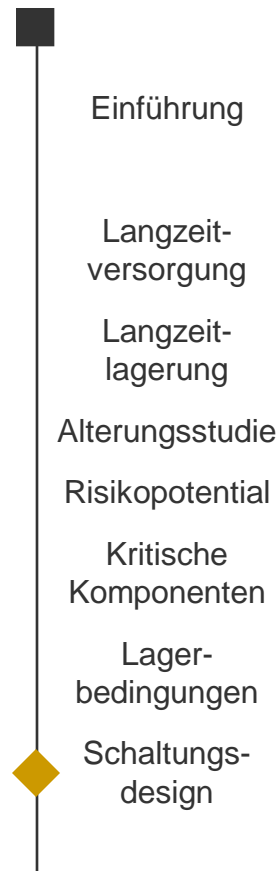 Einführung
Langzeit-
versorgung
Langzeit-
lagerung
Alterungsstudie
Risikopotential
Kritische
Komponenten
Lager-
bedingungen
Schaltungs-
design